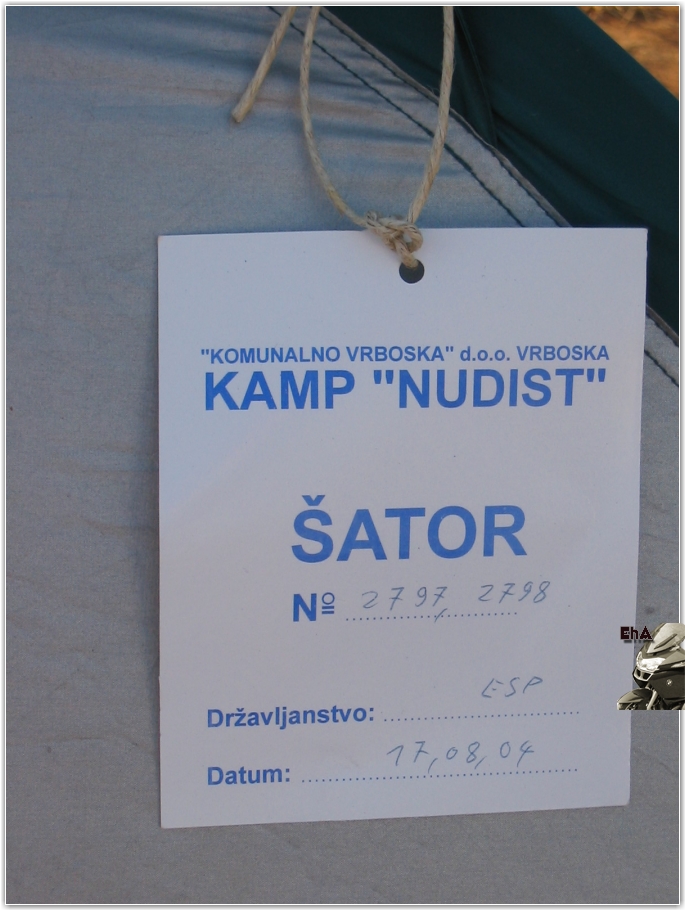 "KOMUNALNO VRBOSKA" d.o.o. VRBOSKA
KAMP "NUDIST"
ŠATOR
Nº 2797, 2798
EhA
Državljanstvo: ESP
Datum: 17,08,04